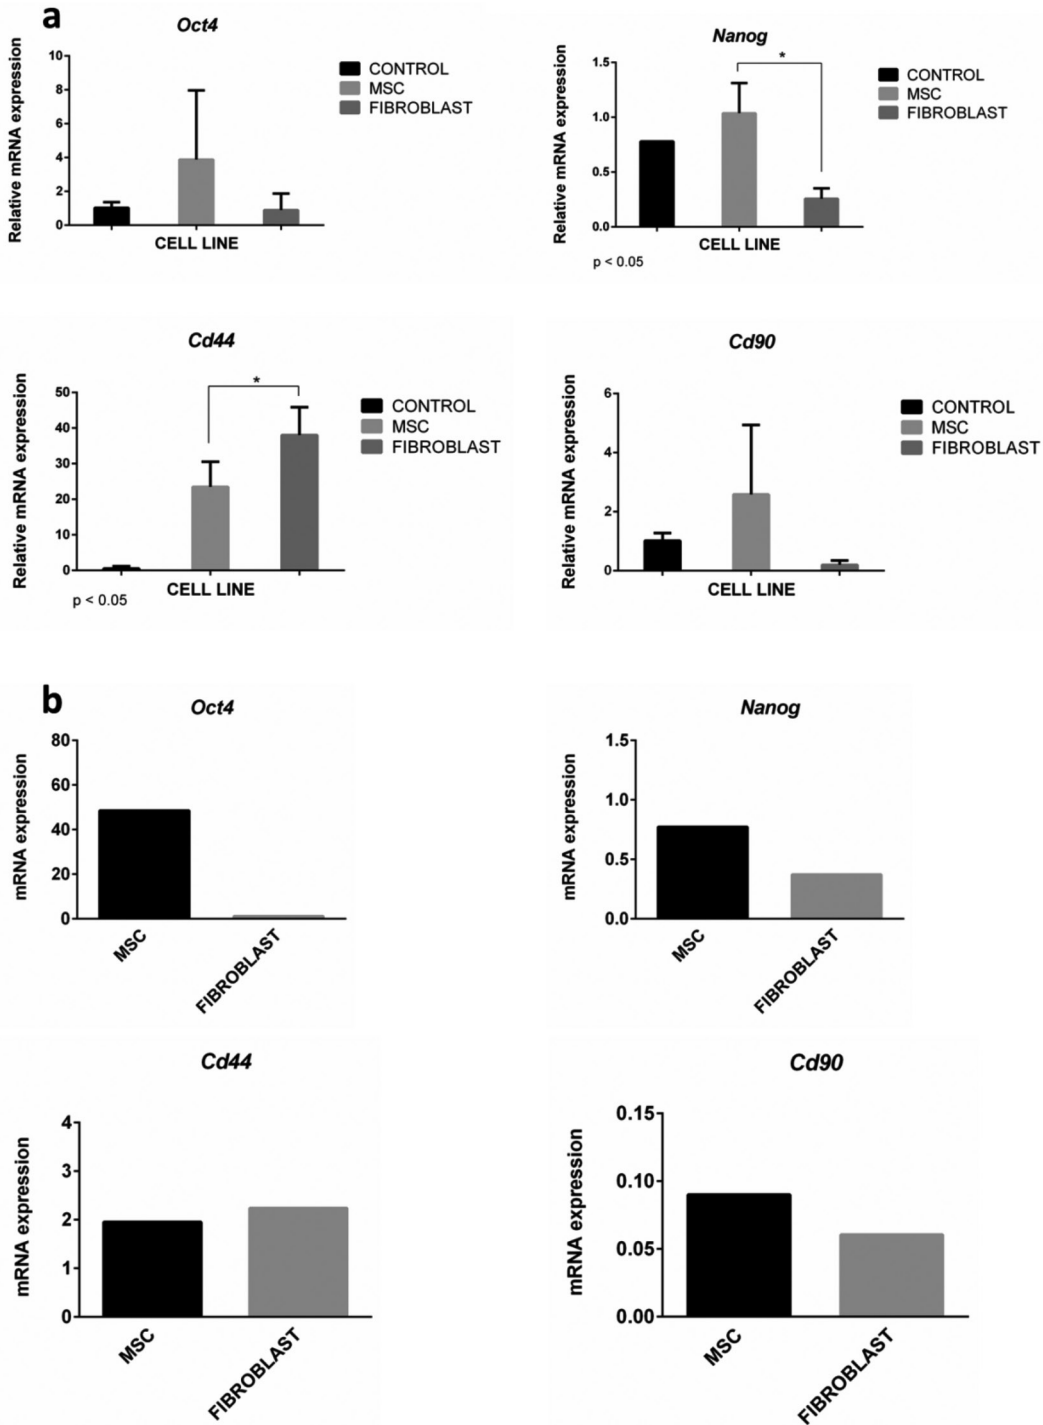 a
Oct4
Relative mRNA expression
10
8
6
4
2
0
CELL LINE
CONTROL
MSC
FIBROBLAST
Nanog
Relative mRNA expression
1.5
1.0
0.5
0.0
*
CELL LINE
p < 0.05
CONTROL
MSC
FIBROBLAST
Cd44
Relative mRNA expression
50
40
30
20
10
0
*
CELL LINE
p < 0.05
CONTROL
MSC
FIBROBLAST
Cd90
Relative mRNA expression
6
4
2
0
CELL LINE
CONTROL
MSC
FIBROBLAST
b
Oct4
mRNA expression
80
60
40
20
0
MSC
FIBROBLAST
Nanog
mRNA expression
1.5
1.0
0.5
0.0
MSC
FIBROBLAST
Cd44
mRNA expression
4
3
2
1
0
MSC
FIBROBLAST
Cd90
mRNA expression
0.15
0.10
0.05
0.00
MSC
FIBROBLAST